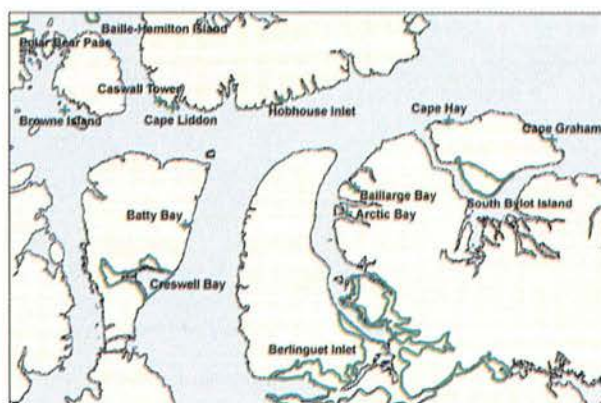 Baille-Hamilton Island
Polar Bear Pass
Caswall Tower
Browne Island
Cape Liddon
Hobhouse Inlet
Cape Hay
Cape Graham
Baillarge Bay
South Bylot Island
Batty Bay
Arctic Bay
Creswell Bay
Berlinguet Inlet